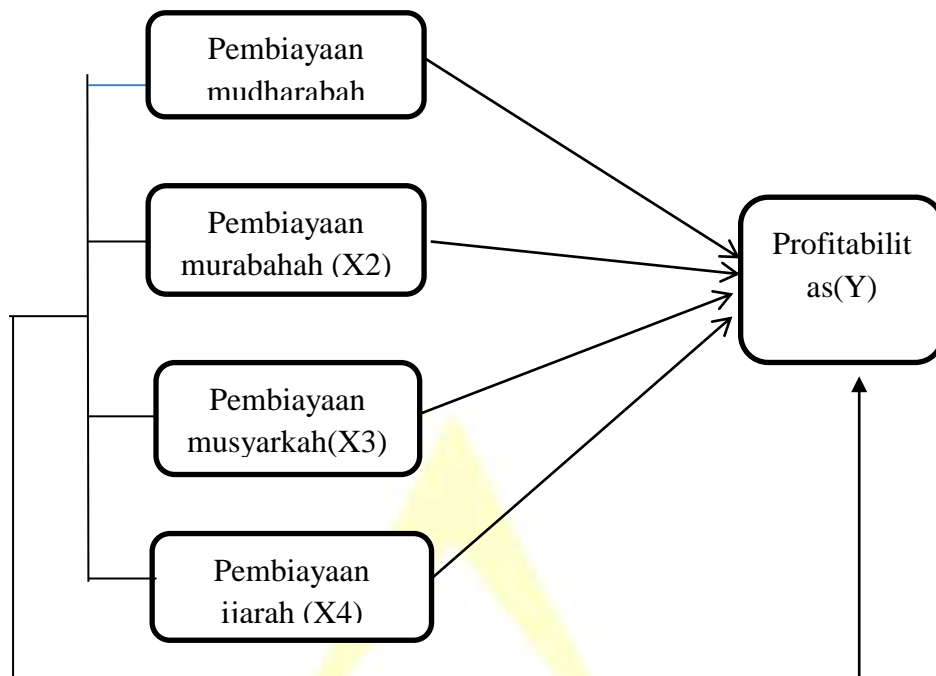 Pembiayaan
mudharabah
Pembiayaan
murabahah (X2)
Profitabilit
as(Y)
Pembiayaan
musyarkah(X3)
Pembiayaan
ijarah (X4)